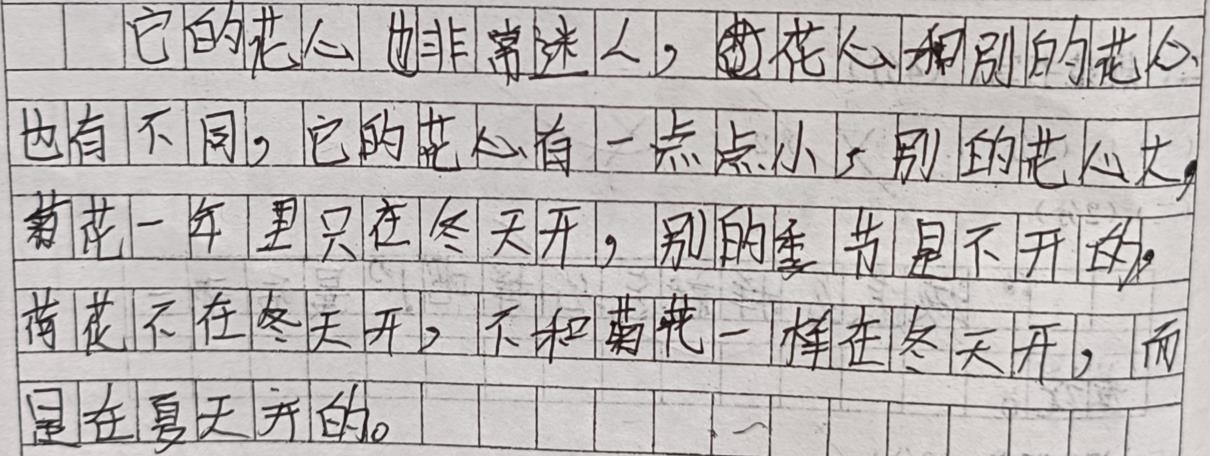 它的花心也非常迷人，花心和别的花心
也有不同，它的花心有一点点小，别的花心大，
菊花一年里只在冬天开，别的季节是不开的。
荷花不在冬天开，不和菊花一样在冬天开，而
是在夏天开的。